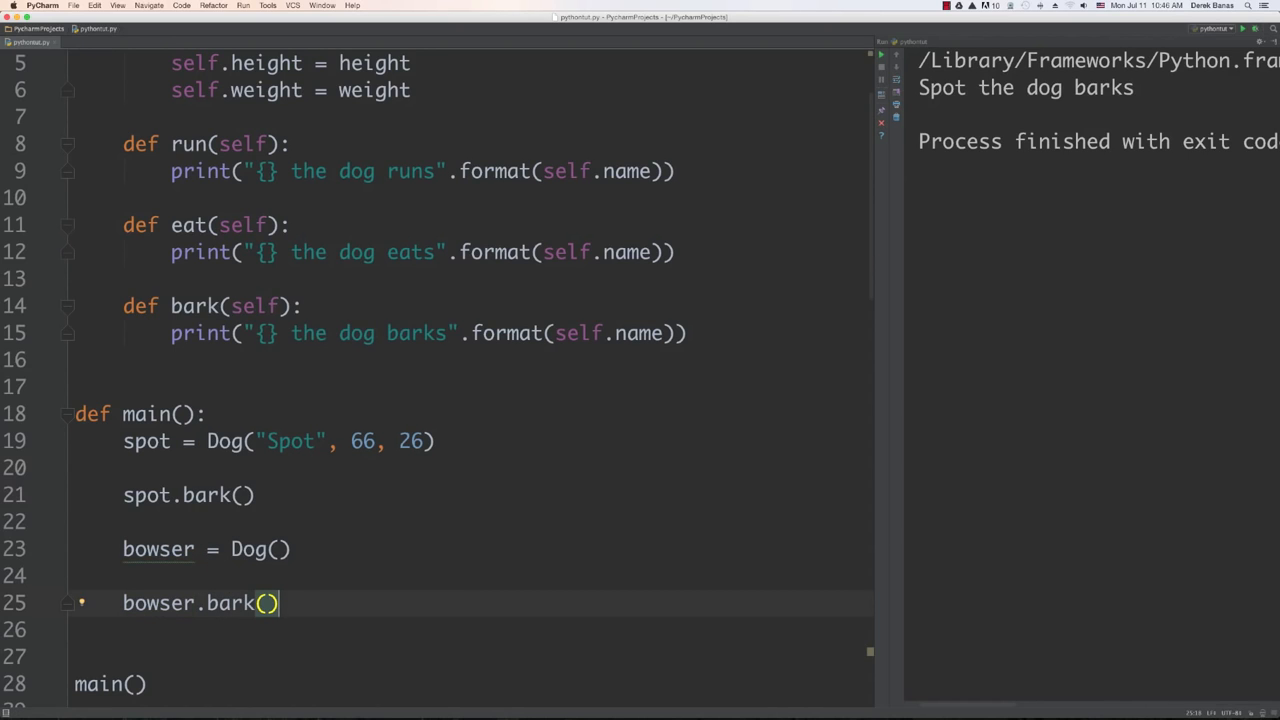 PyCharm File Edit View Navigate Code Refactor Run Tools VCS Window Help
10 Mon Jul 11 10:46 AM Derek Banas
pythontut.py - PycharmProjects - [~/PycharmProjects]
PycharmProjects pythontut.py
pythontut
pythontut.py
Run: pythontut
5 self.height = height
6 self.weight = weight
7
8 def run(self):
9 print("{} the dog runs".format(self.name))
10
11 def eat(self):
12 print("{} the dog eats".format(self.name))
13
14 def bark(self):
15 print("{} the dog barks".format(self.name))
16
17
18 def main():
19 spot = Dog("Spot", 66, 26)
20
21 spot.bark()
22
23 bowser = Dog()
24
25 bowser.bark()
26
27
28 main()
/Library/Frameworks/Python.fra
Spot the dog barks
Process finished with exit cod
UTF-8